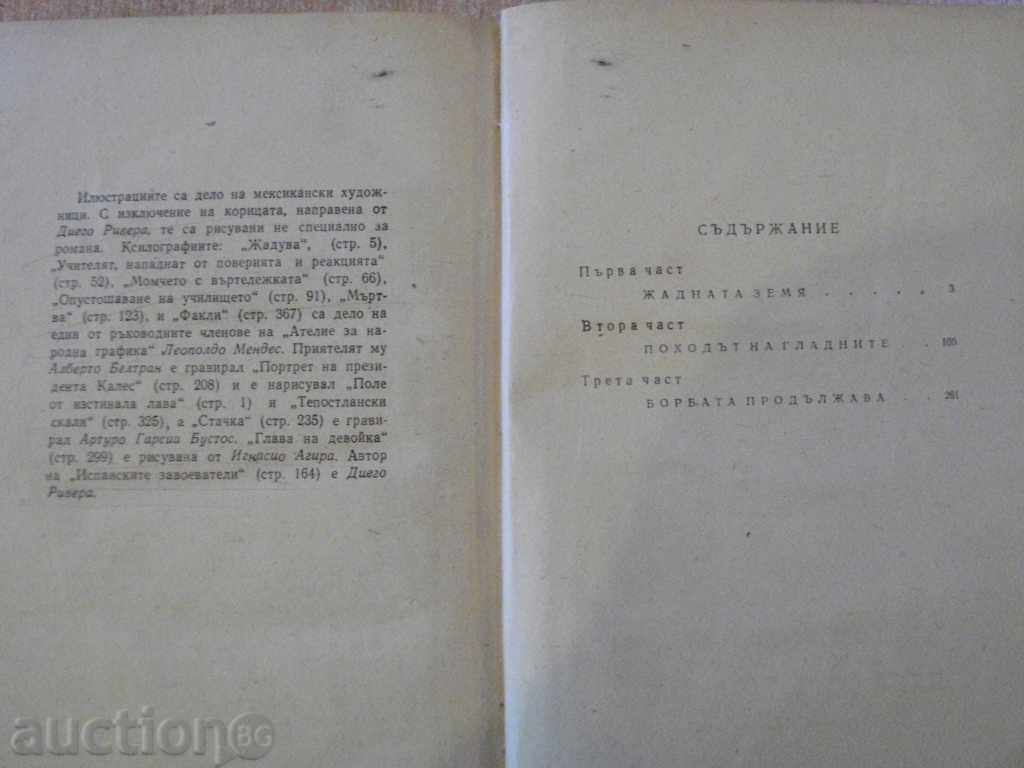 Илюстрациите са дело на мексикански худож-
ници. С изключение на корицата, направена от
Диего Ривера, те са рисувани не специално за
романа. Ксилографиите: „Жадува“, (стр. 5),
„Учителят, нападнат от поверията и реакцията“
(стр. 52), „Момчето с въртележката“ (стр. 66),
„Опустошаване на училището“ (стр. 91), „Мърт-
ва“ (стр. 123), и „Факли“ (стр. 367) са дело на
един от ръководните членове на „Ателие за на-
родна графика“ Леополдо Мендес. Приятелят му
Алберто Белтран е гравирал „Портрет на прези-
дента Калес“ (стр. 208) и е нарисувал „Поле
от изстинала лава“ (стр. 1) и „Тепостлански
скали“ (стр. 325), а „Стачка“ (стр. 235) е грави-
рал Артуро Гарсиа Бустос. „Глава на девойка“
(стр. 299) е рисувана от Игнасио Агира. Автор
на „Испанските завоеватели“ (стр. 164) е Диего
Ривера.
СЪДЪРЖАНИЕ
Първа част
ЖАДНАТА ЗЕМЯ . . . . . 3
Втора част
ПОХОДЪТ НА ГЛАДНИТЕ . 105
Трета част
БОРБАТА ПРОДЪЛЖАВА . . 261
auction BG